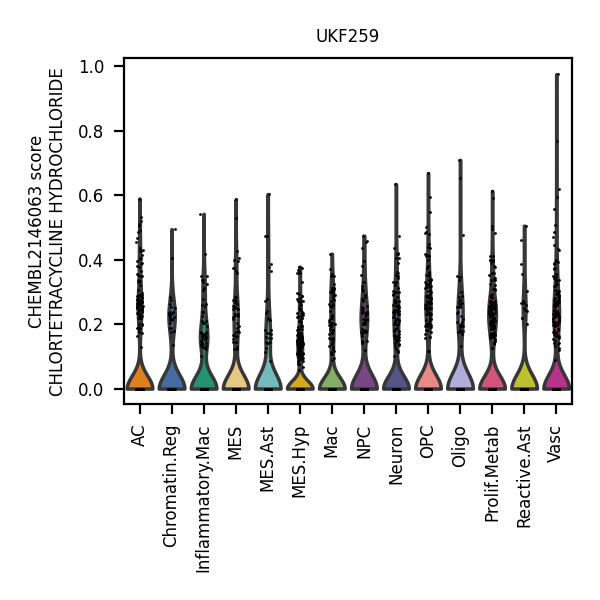 UKF259
CHEMBL2146063 score
CHLORTETRACYCLINE HYDROCHLORIDE
1.0
0.8
0.6
0.4
0.2
0.0
AC
Chromatin.Reg
Inflammatory.Mac
MES
MES.Ast
MES.Hyp
Mac
NPC
Neuron
OPC
Oligo
Prolif.Metab
Reactive.Ast
Vasc